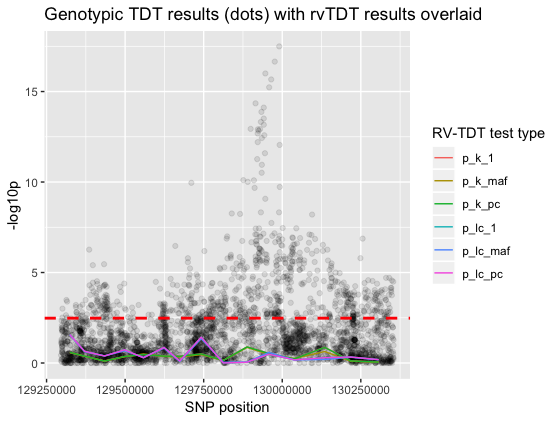 Genotypic TDT results (dots) with rvTDT results overlaid
15
10
5
0
-log10p
129250000 129500000 129750000 130000000 130250000
SNP position
RV-TDT test type
p_k_1
p_k_maf
p_k_pc
p_lc_1
p_lc_maf
p_lc_pc